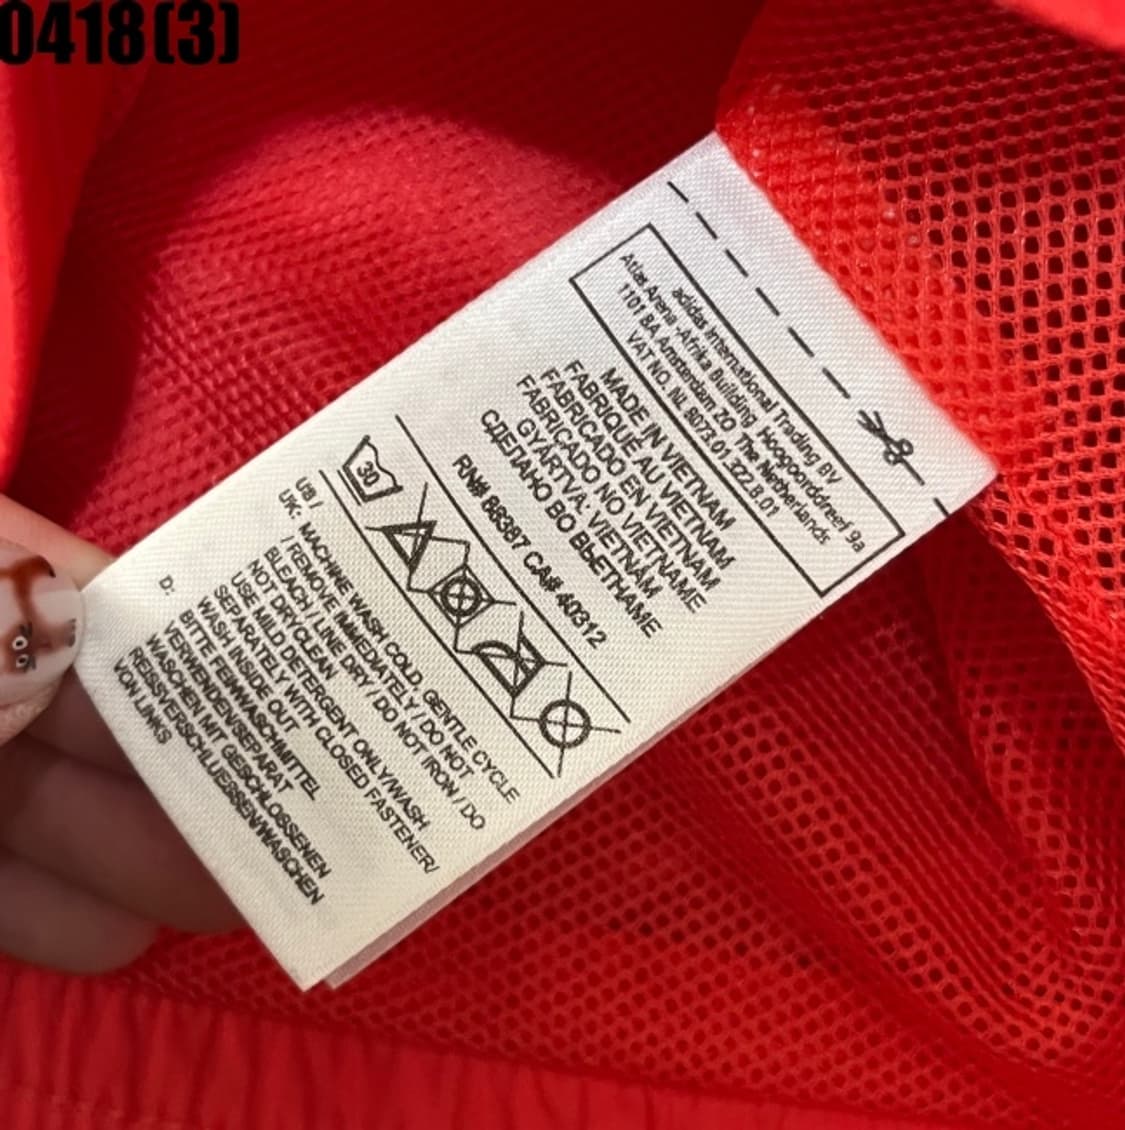 0418(3)
adidas International Trading BV
Atlas Arena -Afrika Building Hoogoorddreef 9a
1101 BA Amsterdam ZO The Netherlands
VAT NO. NL 8073.01.322.B.01
MADE IN VIETNAM
FABRIQUÉ AU VIETNAM
FABRICADO EN VIETNAM
FABRICADO NO VIETNAME
GYÁRTVA: VIETNÁM
СДЕЛАНО ВО ВЬЕТНАМЕ
RN# 88387 CA# 40312
30
US /
UK: MACHINE WASH COLD, GENTLE CYCLE
/ REMOVE IMMEDIATELY / DO NOT
BLEACH / LINE DRY / DO NOT IRON / DO
NOT DRYCLEAN
USE MILD DETERGENT ONLY/WASH
SEPARATELY/WITH CLOSED FASTENER/
WASH INSIDE OUT
D: BITTE FEINWASCHMITTEL
VERWENDEN/SEPARAT
WASCHEN MIT GESCHLOSSENEN
REISSVERSCHLUESSEN/WASCHEN
VON LINKS